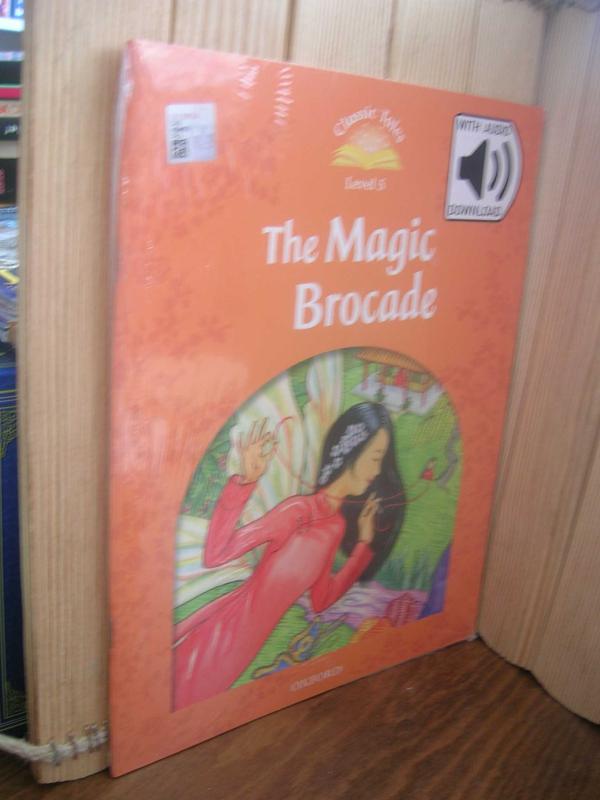 Classic Tales
Level 5
WITH AUDIO
DOWNLOAD
The Magic
Brocade
OXFORD